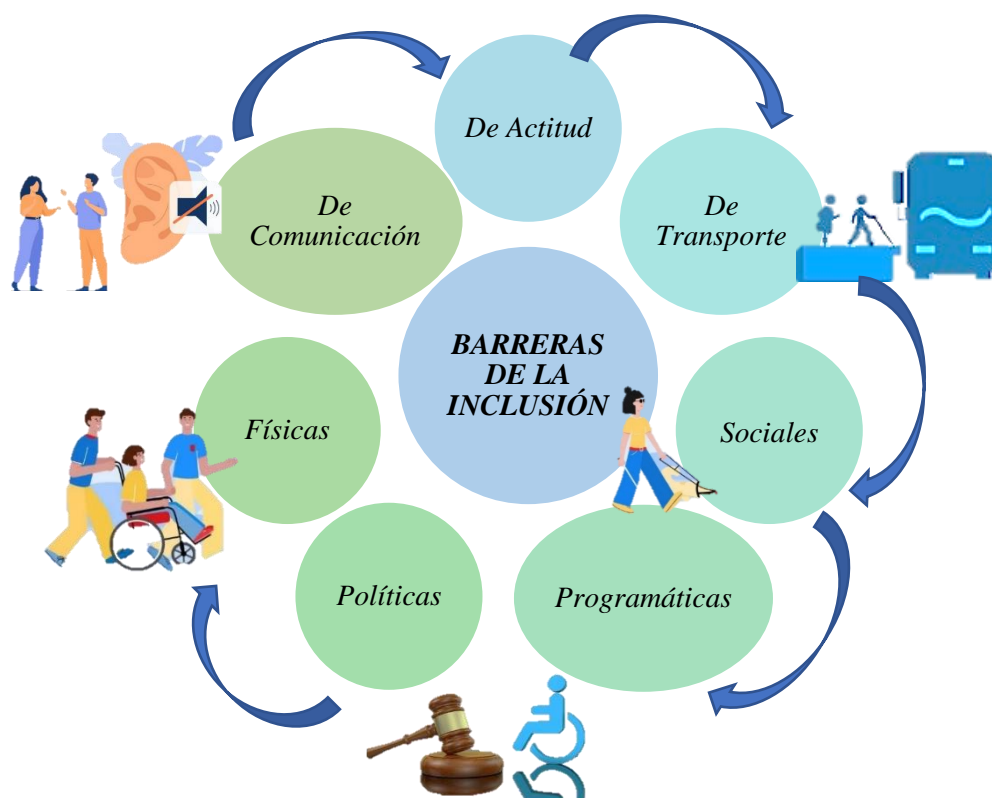 De Actitud
De
Transporte
Sociales
Programáticas
Políticas
Físicas
De
Comunicación
BARRERAS
DE LA
INCLUSIÓN